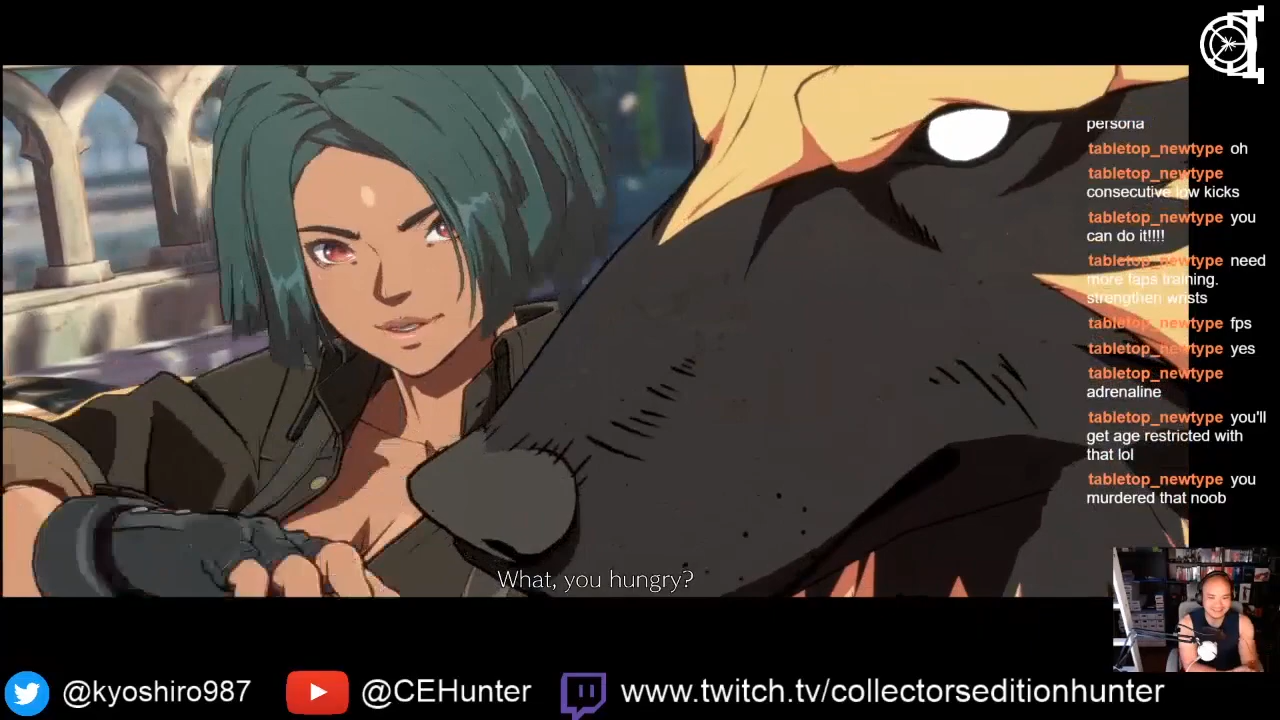 persona
tabletop_newtype oh
tabletop_newtype
consecutive low kicks
tabletop_newtype you
can do it!!!!
tabletop_newtype need
more faps training.
strengthen wrists
tabletop_newtype fps
tabletop_newtype yes
tabletop_newtype
adrenaline
tabletop_newtype you'll
get age restricted with
that lol
tabletop_newtype you
murdered that noob
What, you hungry?
@kyoshiro987
@CEHunter
www.twitch.tv/collectorseditionhunter